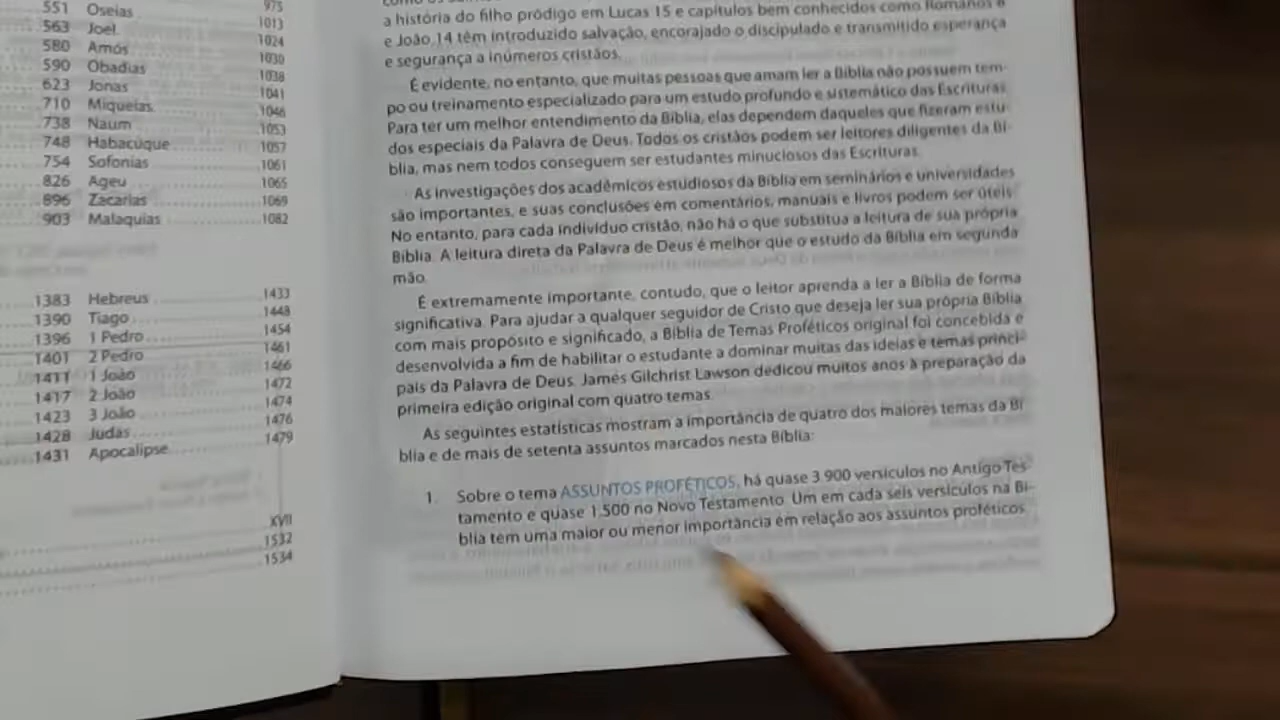 551 Oseias 975
563 Joel 1013
580 Amós 1024
590 Obadias 1030
623 Jonas 1038
710 Miqueias 1041
738 Naum 1046
748 Habacuque 1053
754 Sofonias 1057
826 Ageu 1061
896 Zacarias 1065
903 Malaquias 1069
1082
1383 Hebreus 1433
1390 Tiago 1448
1396 1 Pedro 1454
1401 2 Pedro 1461
1411 1 João 1466
1417 2 João 1472
1423 3 João 1474
1428 Judas 1476
1431 Apocalipse 1479
XVII
1532
1534
a história do filho pródigo em Lucas 15 e capítulos bem conhecidos como Romanos 8
e João 14 têm introduzido salvação, encorajado o discipulado e transmitido esperança
e segurança a inúmeros cristãos.
É evidente, no entanto, que muitas pessoas que amam ler a Bíblia não possuem tem-
po ou treinamento especializado para um estudo profundo e sistemático das Escrituras.
Para ter um melhor entendimento da Bíblia, elas dependem daqueles que fizeram estu-
dos especiais da Palavra de Deus. Todos os cristãos podem ser leitores diligentes da Bí-
blia, mas nem todos conseguem ser estudantes minuciosos das Escrituras.
As investigações dos acadêmicos estudiosos da Bíblia em seminários e universidades
são importantes, e suas conclusões em comentários, manuais e livros podem ser úteis.
No entanto, para cada indivíduo cristão, não há o que substitua a leitura de sua própria
Bíblia. A leitura direta da Palavra de Deus é melhor que o estudo da Bíblia em segunda
mão.
É extremamente importante, contudo, que o leitor aprenda a ler a Bíblia de forma
significativa. Para ajudar a qualquer seguidor de Cristo que deseja ler sua própria Bíblia
com mais propósito e significado, a Bíblia de Temas Proféticos original foi concebida e
desenvolvida a fim de habilitar o estudante a dominar muitas das ideias e temas princi-
pais da Palavra de Deus. James Gilchrist Lawson dedicou muitos anos à preparação da
primeira edição original com quatro temas.
As seguintes estatísticas mostram a importância de quatro dos maiores temas da Bí
blia e de mais de setenta assuntos marcados nesta Bíblia:
1. Sobre o tema ASSUNTOS PROFÉTICOS, há quase 3.900 versículos no Antigo Tes-
tamento e quase 1.500 no Novo Testamento. Um em cada seis versículos na Bí-
blia tem uma maior ou menor importância em relação aos assuntos proféticos.